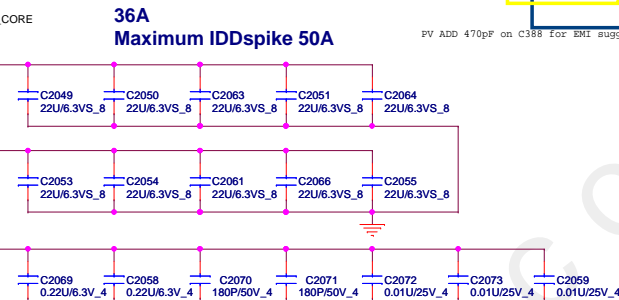 _CORE
36A
Maximum IDDspike 50A
PV ADD 470pF on C388 for EMI sugg
C2049 C2050 C2063 C2051 C2064
22U/6.3VS_8 22U/6.3VS_8 22U/6.3VS_8 22U/6.3VS_8 22U/6.3VS_8
C2053 C2054 C2061 C2066 C2055
22U/6.3VS_8 22U/6.3VS_8 22U/6.3VS_8 22U/6.3VS_8 22U/6.3VS_8
C2069 C2058 C2070 C2071 C2072 C2073 C2059
0.22U/6.3V_4 0.22U/6.3V_4 180P/50V_4 180P/50V_4 0.01U/25V_4 0.01U/25V_4 0.01U/25V_4